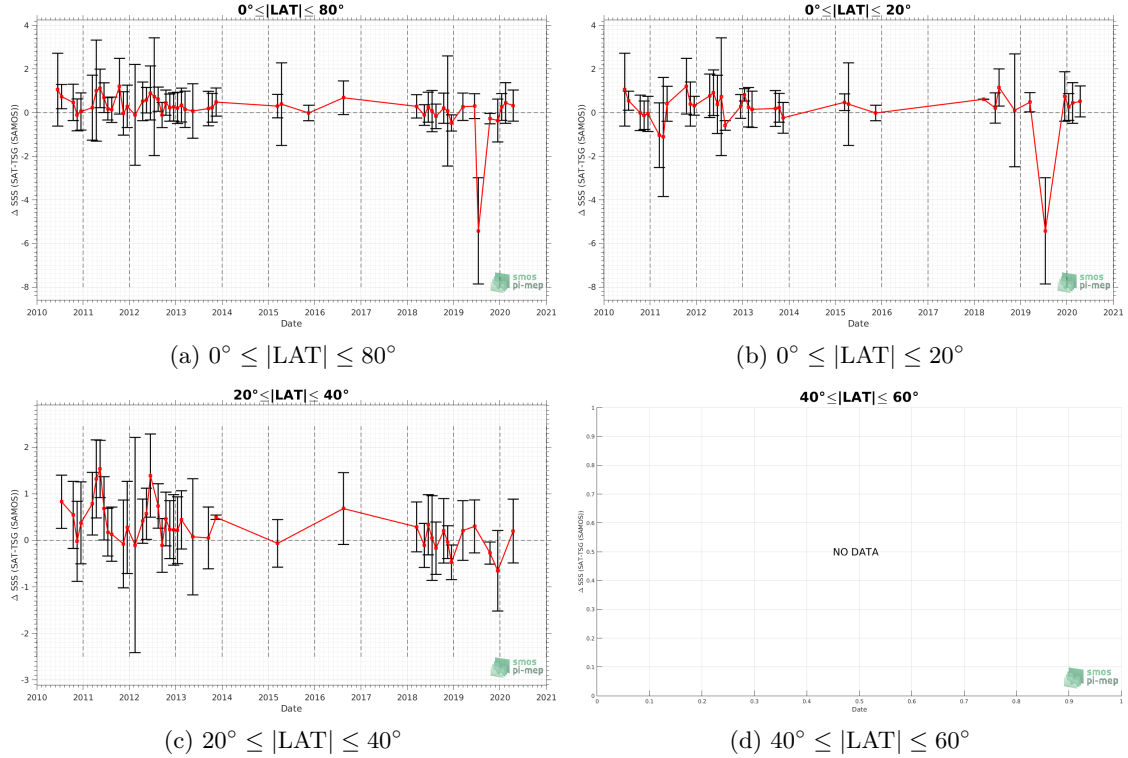 0°≤|LAT|≤ 80°
4
2
0
-2
-4
-6
-8
Δ SSS (SAT-TSG (SAMOS))
2010 2011 2012 2013 2014 2015 2016 2017 2018 2019 2020 2021
Date
smos
pi-mep
(a) 0° ≤ |LAT| ≤ 80°
0°≤|LAT|≤ 20°
4
2
0
-2
-4
-6
-8
Δ SSS (SAT-TSG (SAMOS))
2010 2011 2012 2013 2014 2015 2016 2017 2018 2019 2020 2021
Date
smos
pi-mep
(b) 0° ≤ |LAT| ≤ 20°
20°≤|LAT|≤ 40°
2
1
0
-1
-2
-3
Δ SSS (SAT-TSG (SAMOS))
2010 2011 2012 2013 2014 2015 2016 2017 2018 2019 2020 2021
Date
smos
pi-mep
(c) 20° ≤ |LAT| ≤ 40°
40°≤|LAT|≤ 60°
1
0.9
0.8
0.7
0.6
0.5
0.4
0.3
0.2
0.1
0
Δ SSS (SAT-TSG (SAMOS))
NO DATA
0 0.1 0.2 0.3 0.4 0.5 0.6 0.7 0.8 0.9 1
Date
smos
pi-mep
(d) 40° ≤ |LAT| ≤ 60°